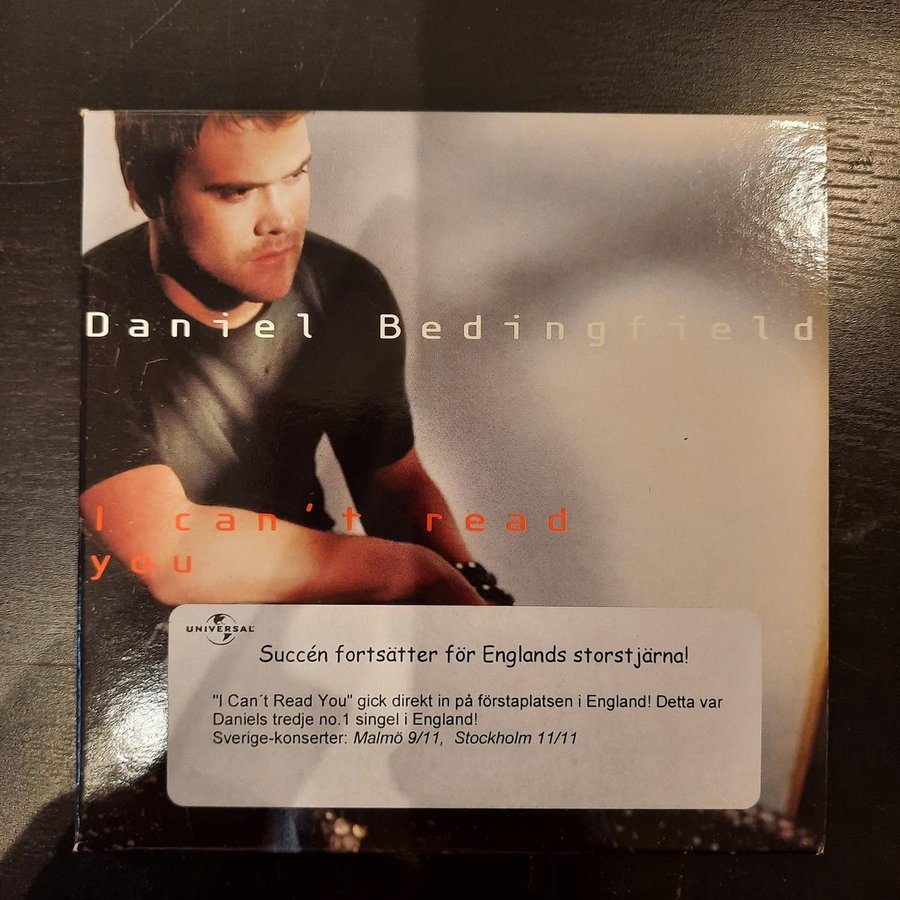 Daniel Bedingfield
I can't read
you
UNIVERSAL
Succén fortsätter för Englands storstjärna!
"I Can´t Read You" gick direkt in på förstaplatsen i England! Detta var
Daniels tredje no.1 singel i England!
Sverige-konserter: Malmö 9/11, Stockholm 11/11